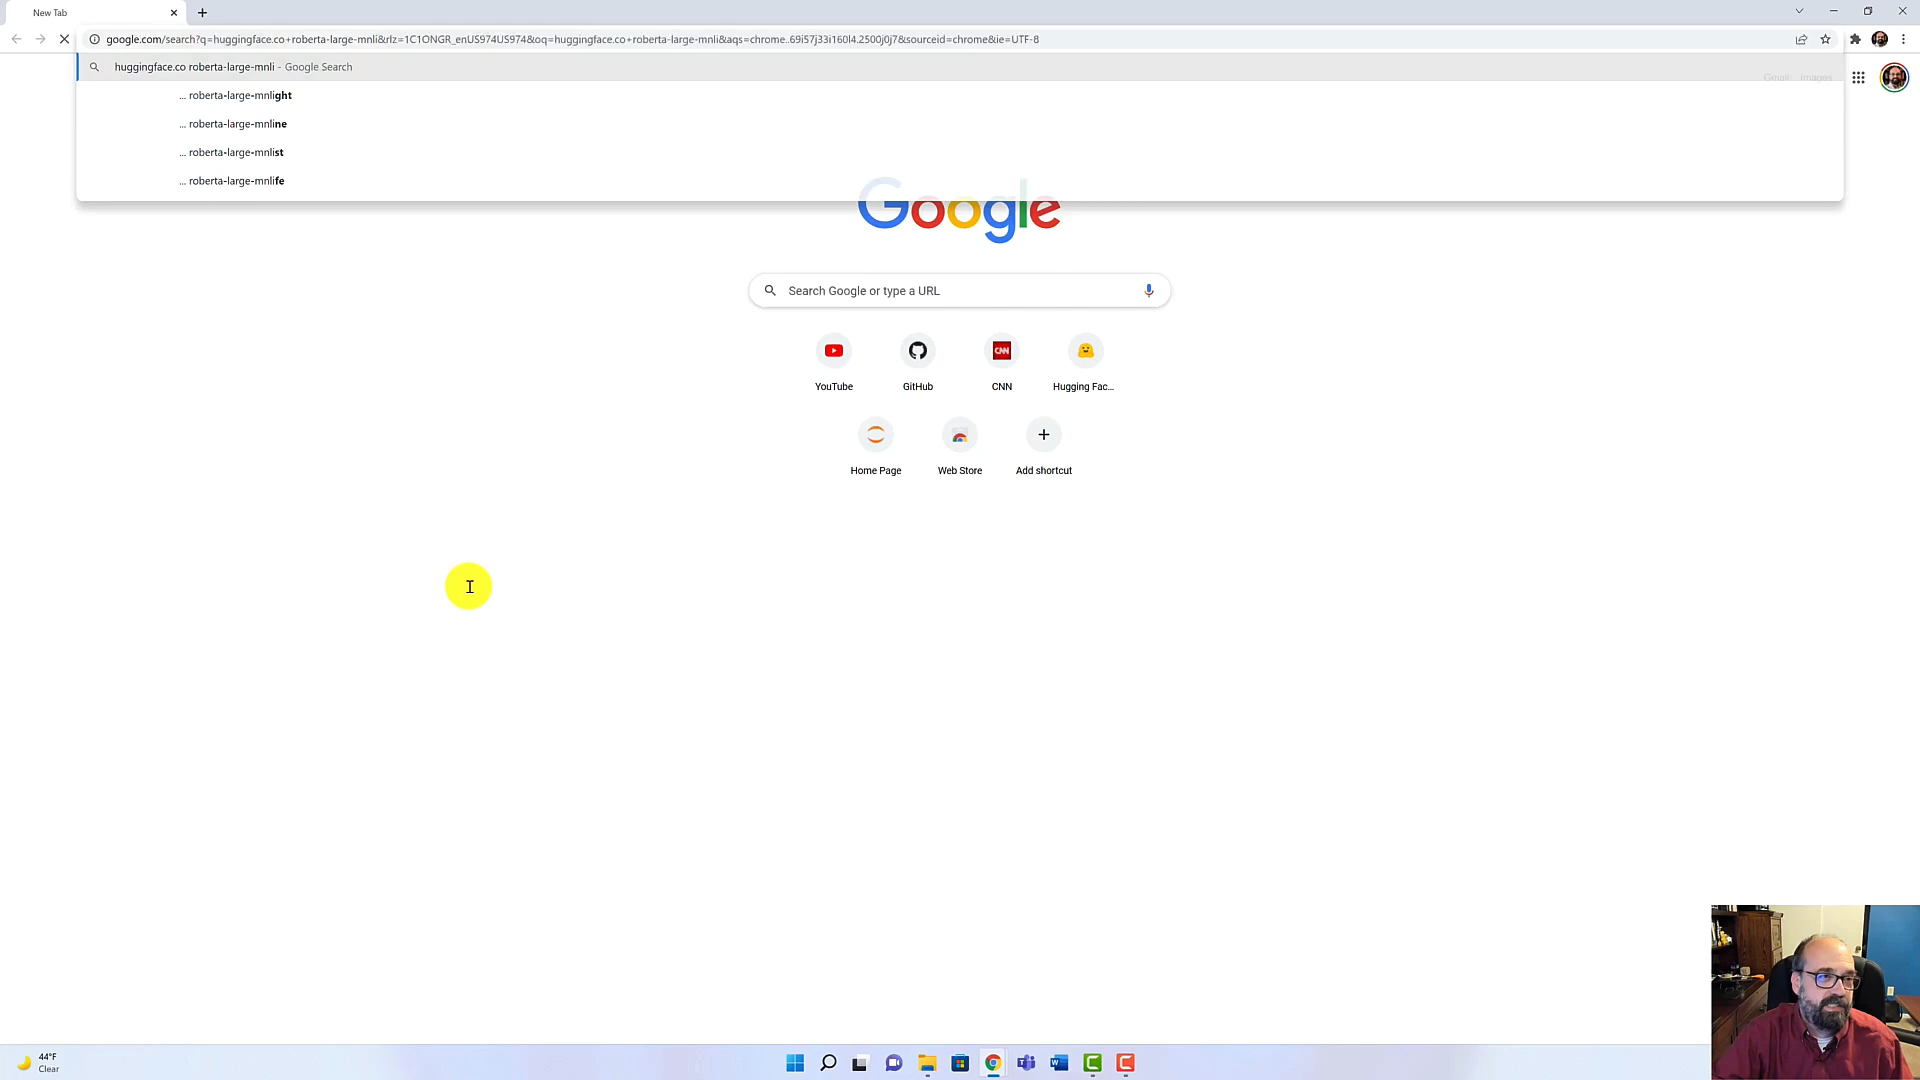 New Tab
google.com/search?q=huggingface.co+roberta-large-mnli&rlz=1C1ONGR_enUS974US974&oq=huggingface.co+roberta-large-mnli&aqs=chrome..69i57j33i160l4.2500j0j7&sourceid=chrome&ie=UTF-8
huggingface.co roberta-large-mnli - Google Search
Gmail Images
... roberta-large-mnlight
... roberta-large-mnline
... roberta-large-mnlist
... roberta-large-mnlife
Google
Search Google or type a URL
CNN
YouTube GitHub CNN Hugging Fac...
Home Page Web Store Add shortcut
44°F
Clear